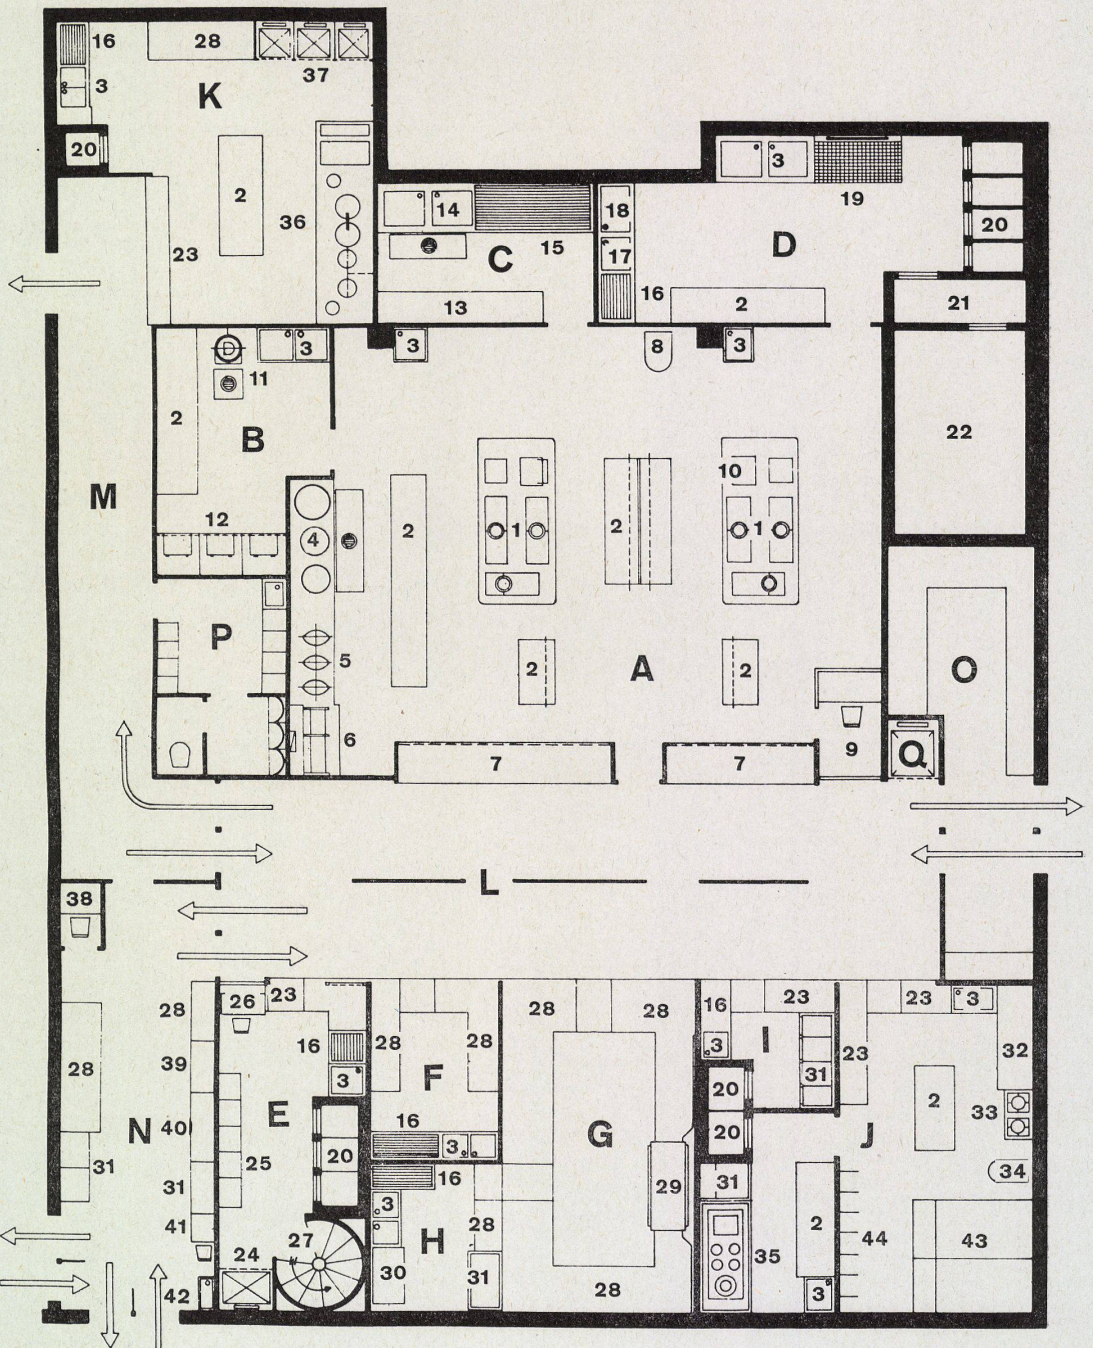 16 28 37
3 K
20 2 36 23
14 15 C 13
18 17 16 D 3 19 20
2 21
3 8 3
D 3 11
2 B 12
22
M
4 2 1 2 10 1
P 5 2 A 2 O
6 7 7 9 Q
L
38
28 26 23 28 28 16 23 23 3
39 16 28 28 3 I 23 32
28 3 F 31 2 33
N 40 E 16 3 G 20 J
31 25 20 16 29 20 34
31 3 31
41 28 2 44 43
24 27 H 35
30 31 28
42 3